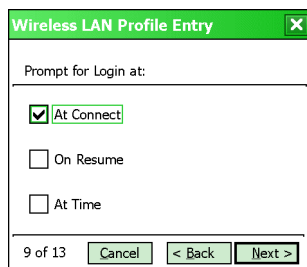 Wireless LAN Profile Entry
Prompt for Login at:
At Connect
On Resume
At Time
9 of 13 Cancel < Back Next >